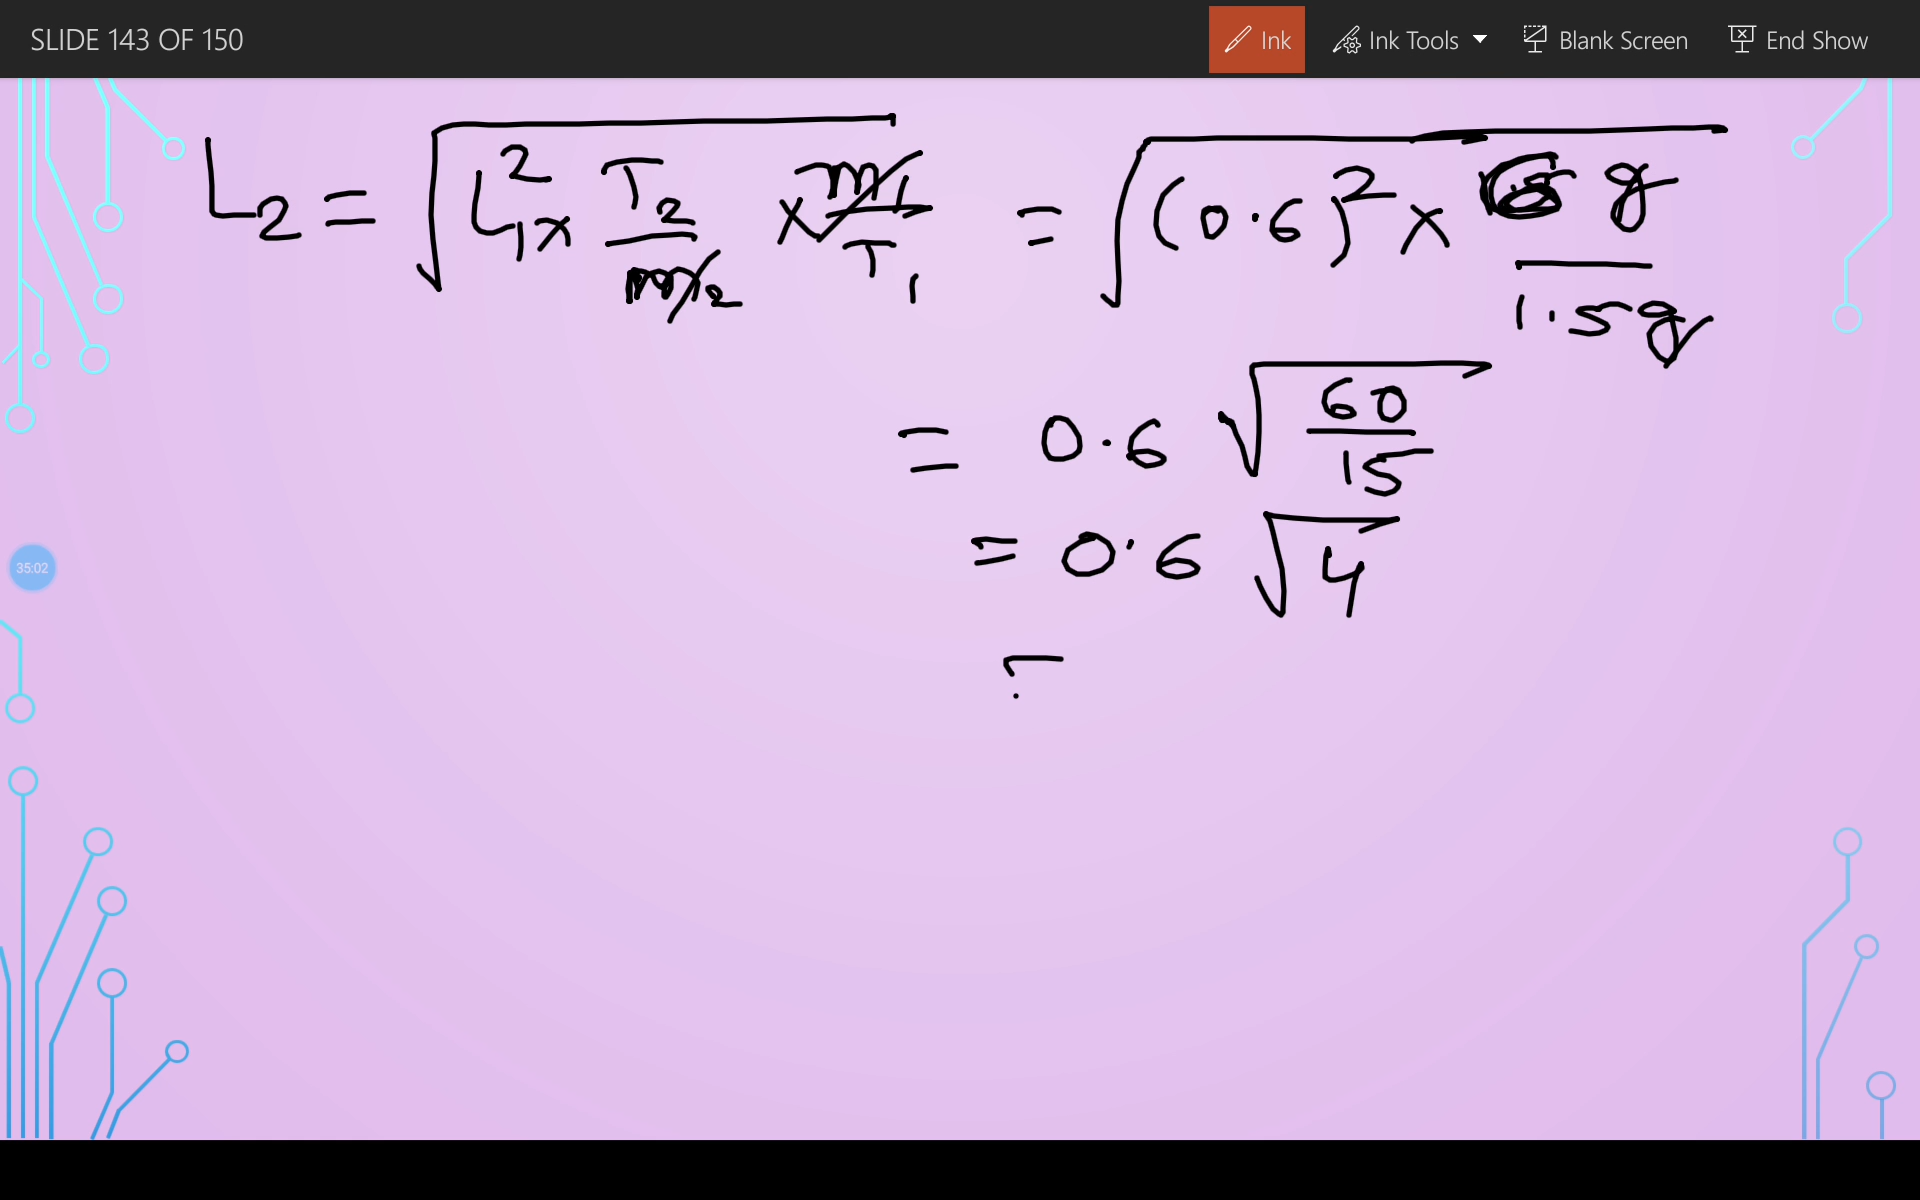 SLIDE 143 OF 150 Ink Ink Tools Blank Screen End Show
L₂ = √(L₁² × T₂/m₂ × m₁/T₁) = √((0.6)² × 6 g/1.5g)
= 0.6 √(60/15)
35:02
= 0.6 √4